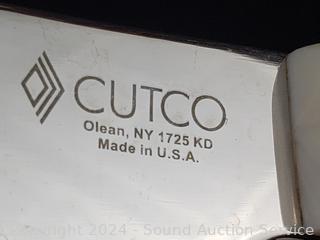 CUTCO
Olean, NY 1725 KD
Made in U.S.A.
Copyright 2024 - Sound Auction Service